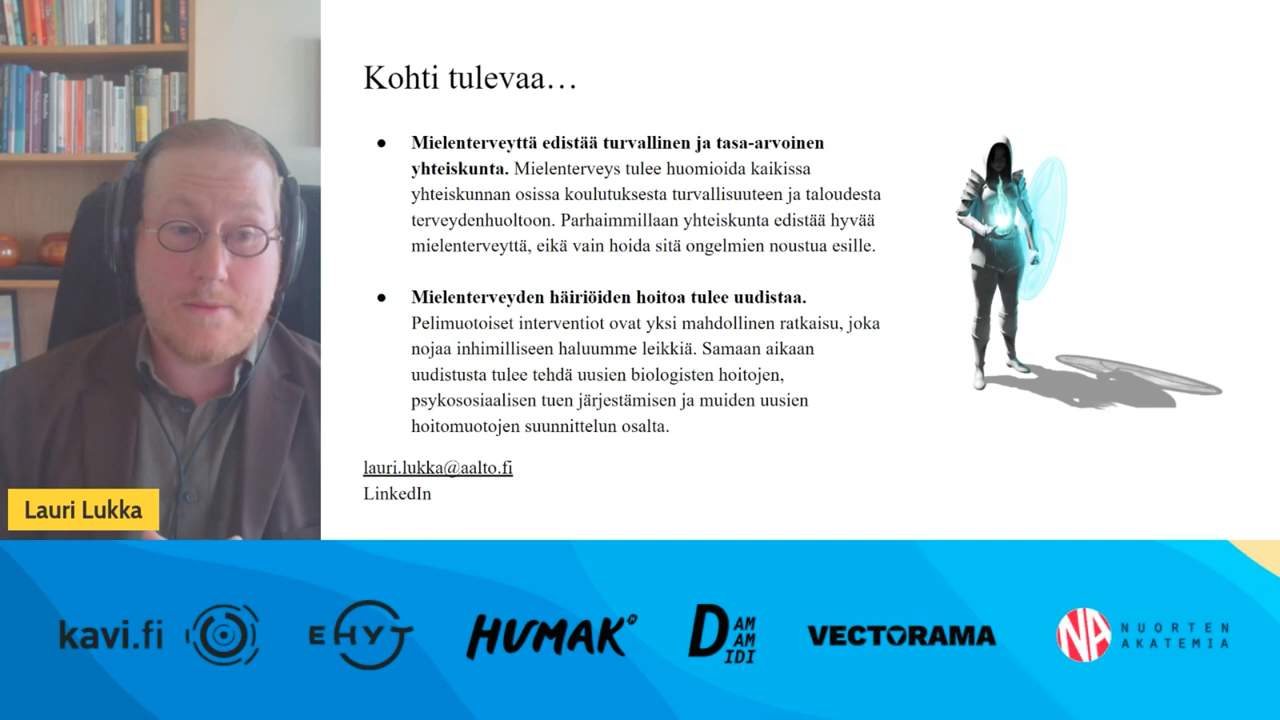 Kohti tulevaa…
● Mielenterveyttä edistää turvallinen ja tasa-arvoinen
yhteiskunta. Mielenterveys tulee huomioida kaikissa
yhteiskunnan osissa koulutuksesta turvallisuuteen ja taloudesta
terveydenhuoltoon. Parhaimmillaan yhteiskunta edistää hyvää
mielenterveyttä, eikä vain hoida sitä ongelmien noustua esille.
● Mielenterveyden häiriöiden hoitoa tulee uudistaa.
Pelimuotoiset interventiot ovat yksi mahdollinen ratkaisu, joka
nojaa inhimilliseen haluumme leikkiä. Samaan aikaan
uudistusta tulee tehdä uusien biologisten hoitojen,
psykososiaalisen tuen järjestämisen ja muiden uusien
hoitomuotojen suunnittelun osalta.
lauri.lukka@aalto.fi
LinkedIn
Lauri Lukka
kavi.fi
EHYT
HUMAK
DAM
AM
IDI
VECTORAMA
NA NUORTEN
AKATEMIA